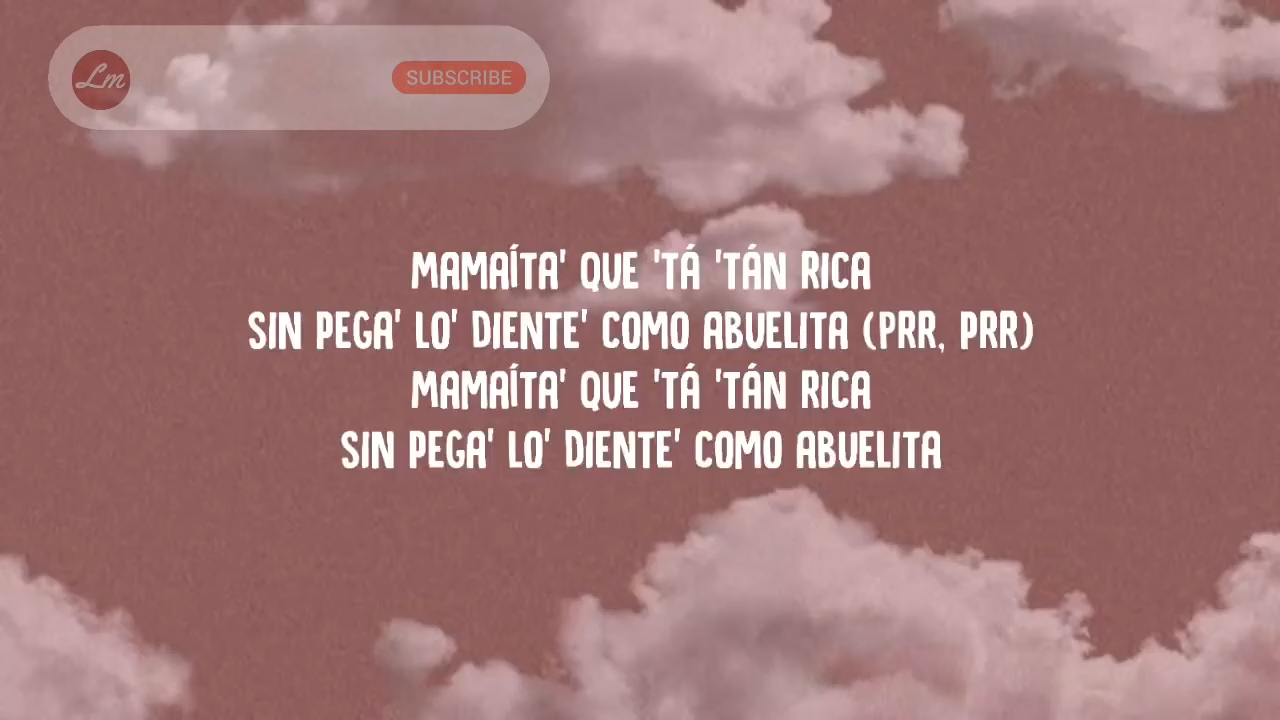 Lm
SUBSCRIBE
MAMAÍTA' QUE 'TÁ 'TÁN RICA
SIN PEGA' LO' DIENTE' COMO ABUELITA (PRR, PRR)
MAMAÍTA' QUE 'TÁ 'TÁN RICA
SIN PEGA' LO' DIENTE' COMO ABUELITA